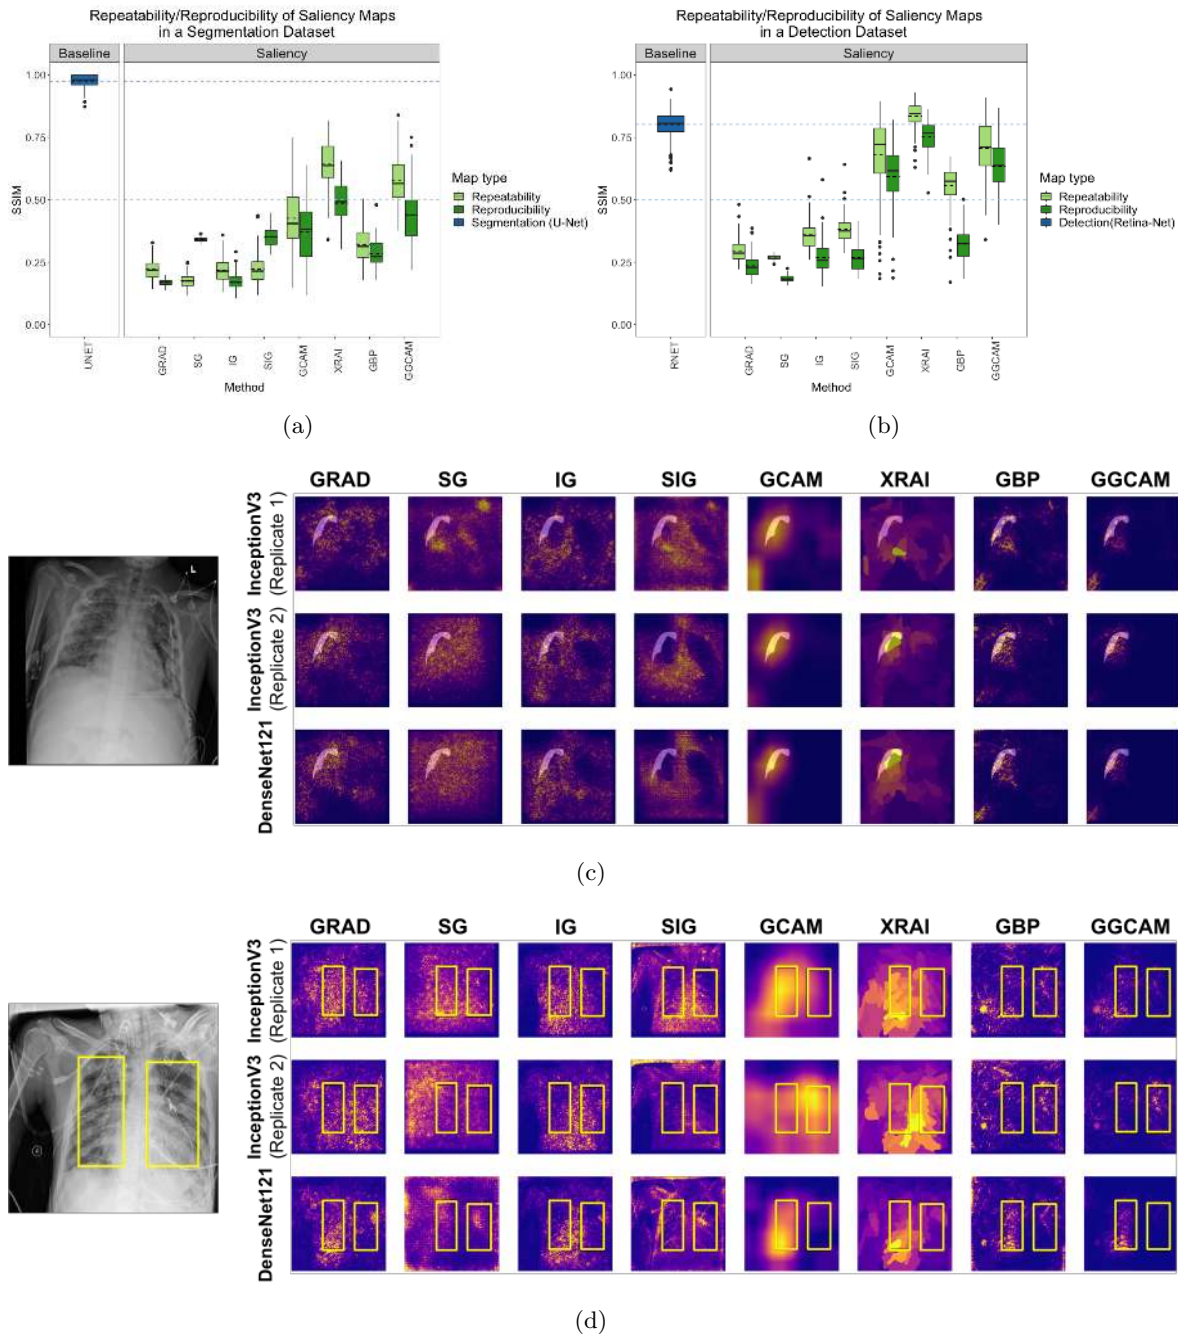 Repeatability/Reproducibility of Saliency Maps
in a Segmentation Dataset
Baseline
Saliency
1.00
0.75
0.50
0.25
0.00
SSIM
UNET
GRAD
SG
IG
SIG
GCAM
XRAI
GBP
GGCAM
Method
Map type
Repeatability
Reproducibility
Segmentation (U-Net)
(a)
Repeatability/Reproducibility of Saliency Maps
in a Detection Dataset
Baseline
Saliency
1.00
0.75
0.50
0.25
0.00
SSIM
RNET
GRAD
SG
IG
SIG
GCAM
XRAI
GBP
GGCAM
Method
Map type
Repeatability
Reproducibility
Detection(Retina-Net)
(b)
GRAD SG IG SIG GCAM XRAI GBP GGCAM
InceptionV3
(Replicate 1)
InceptionV3
(Replicate 2)
DenseNet121
L
(c)
GRAD SG IG SIG GCAM XRAI GBP GGCAM
InceptionV3
(Replicate 1)
InceptionV3
(Replicate 2)
DenseNet121
(d)